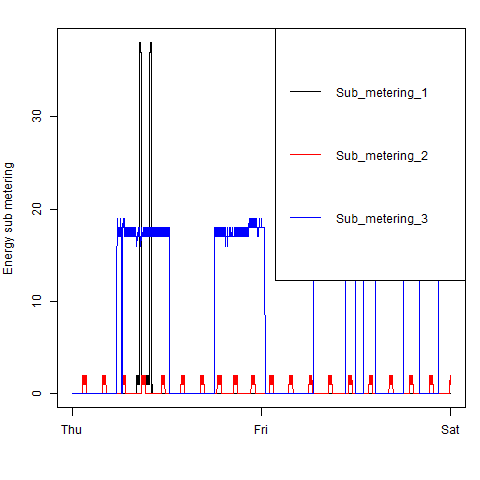 Energy sub metering
30
20
10
0
Thu
Fri
Sat
Sub_metering_1
Sub_metering_2
Sub_metering_3